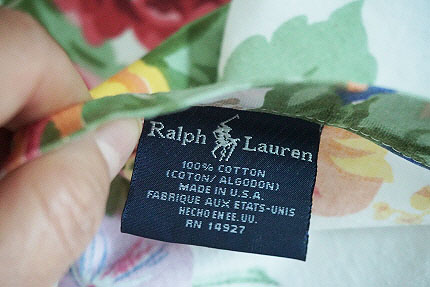 Ralph Lauren
100% COTTON
(COTON/ALGODON)
MADE IN U.S.A.
FABRIQUE AUX ETATS-UNIS
HECHO EN EE. UU.
RN 14927